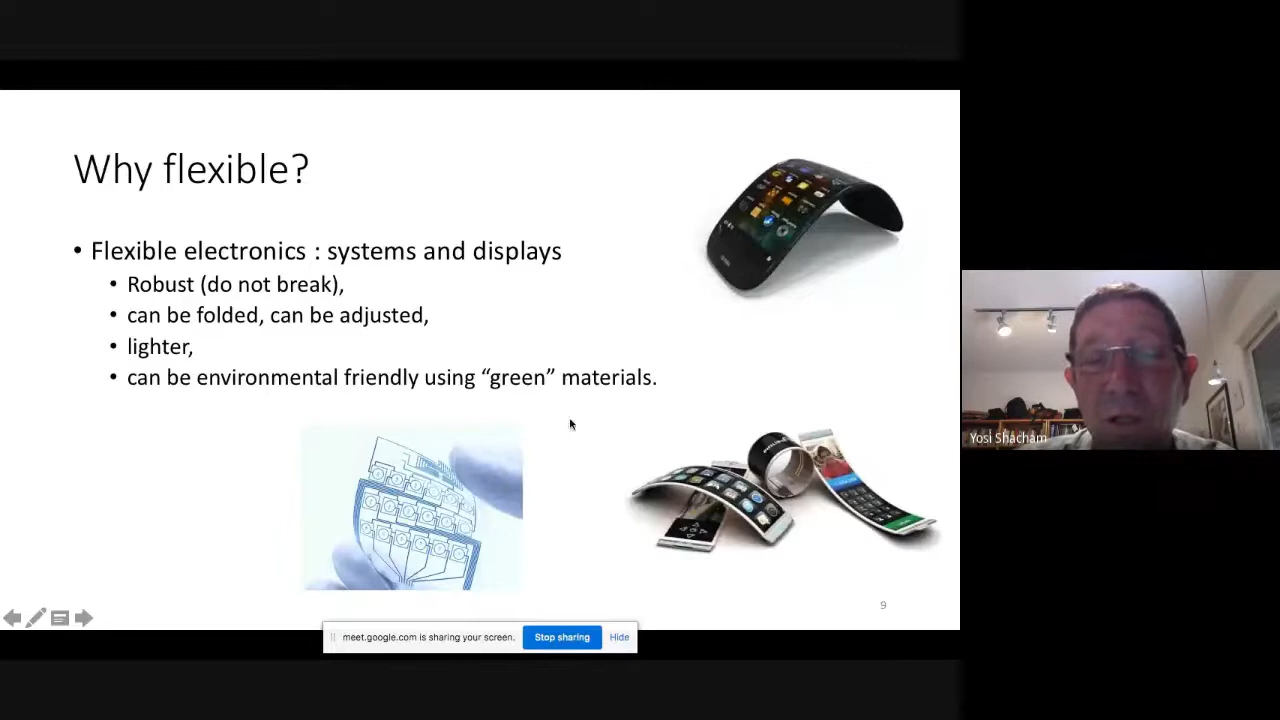 Why flexible?
• Flexible electronics : systems and displays
• Robust (do not break),
• can be folded, can be adjusted,
• lighter,
• can be environmental friendly using “green” materials.
Yosi Shacham
9
meet.google.com is sharing your screen.
Stop sharing
Hide